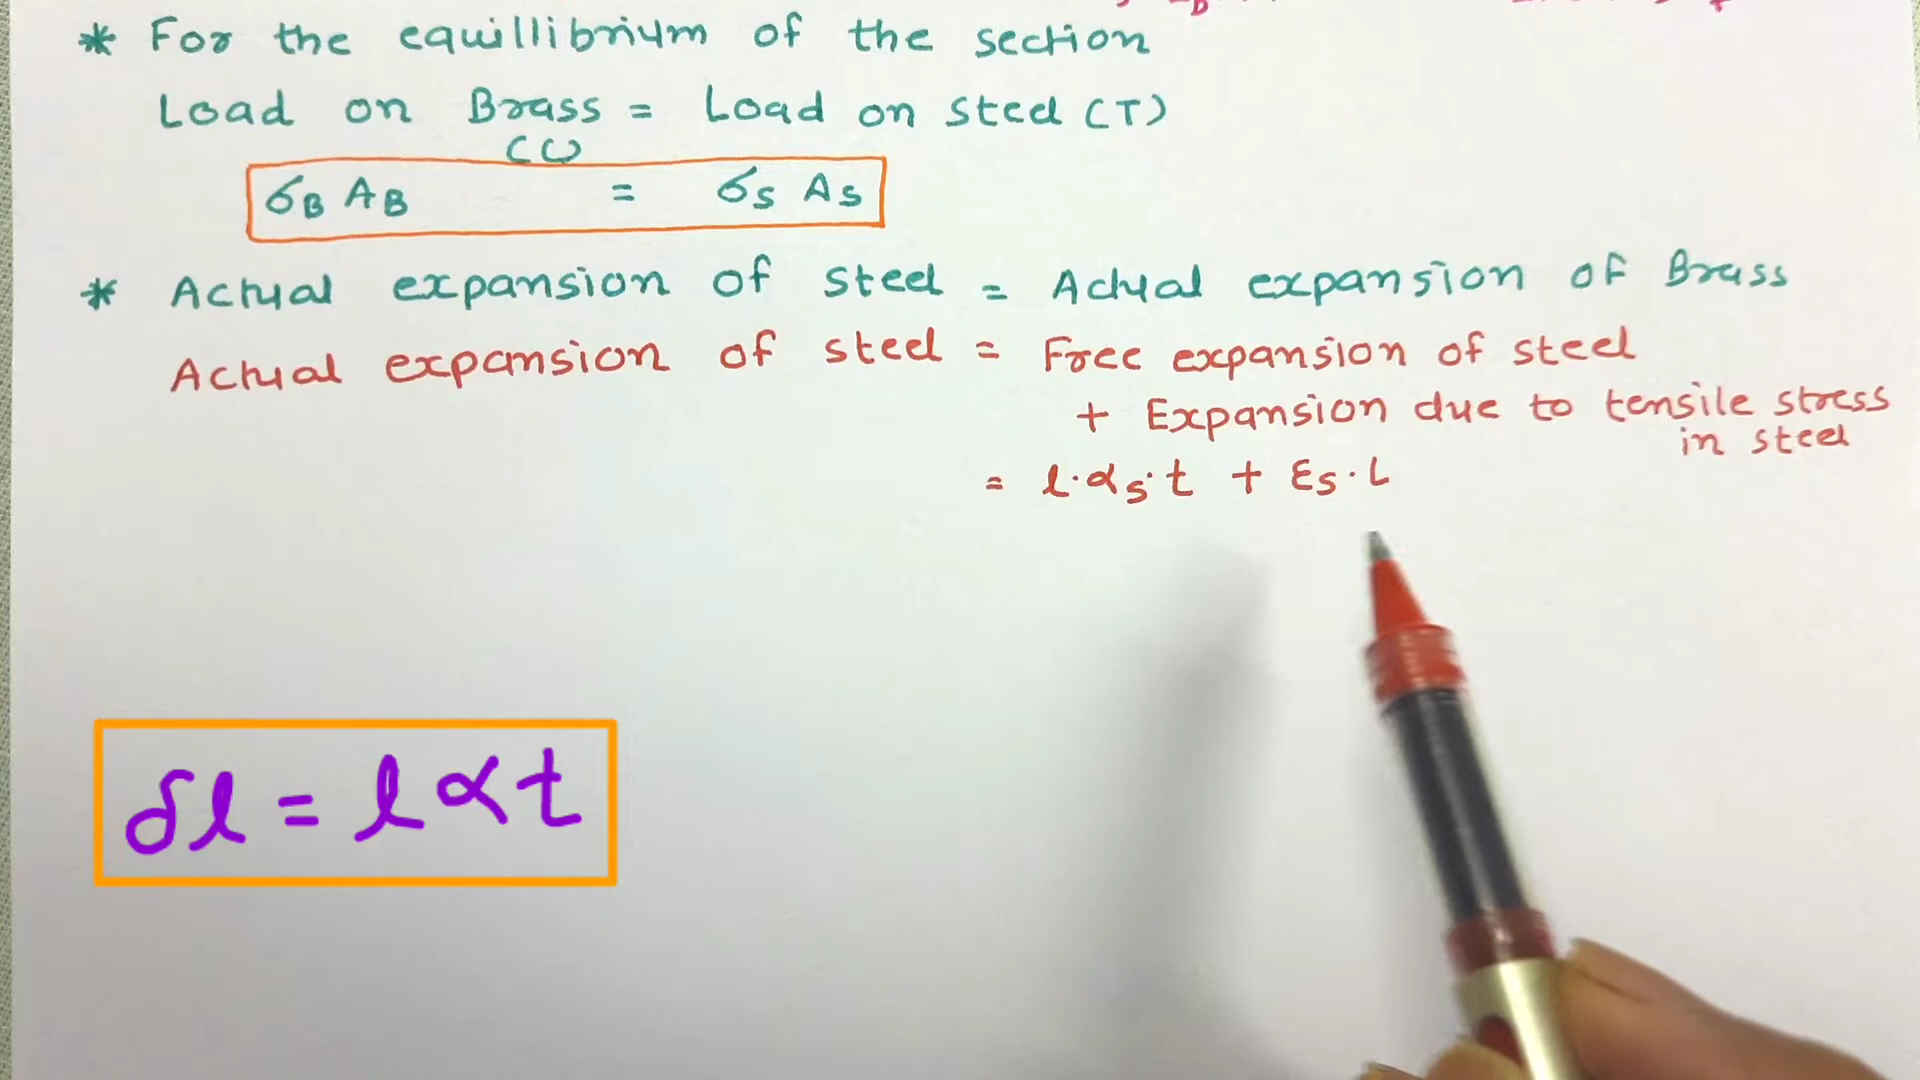 * For the equillibrium of the section
Load on Brass = Load on steel (T)
(C)
σB AB = σS AS
* Actual expansion of steel = Actual expansion of Brass
Actual expansion of steel = Free expansion of steel
+ Expansion due to tensile stress
in steel
= l·αs·t + Es·L
δl = lαt